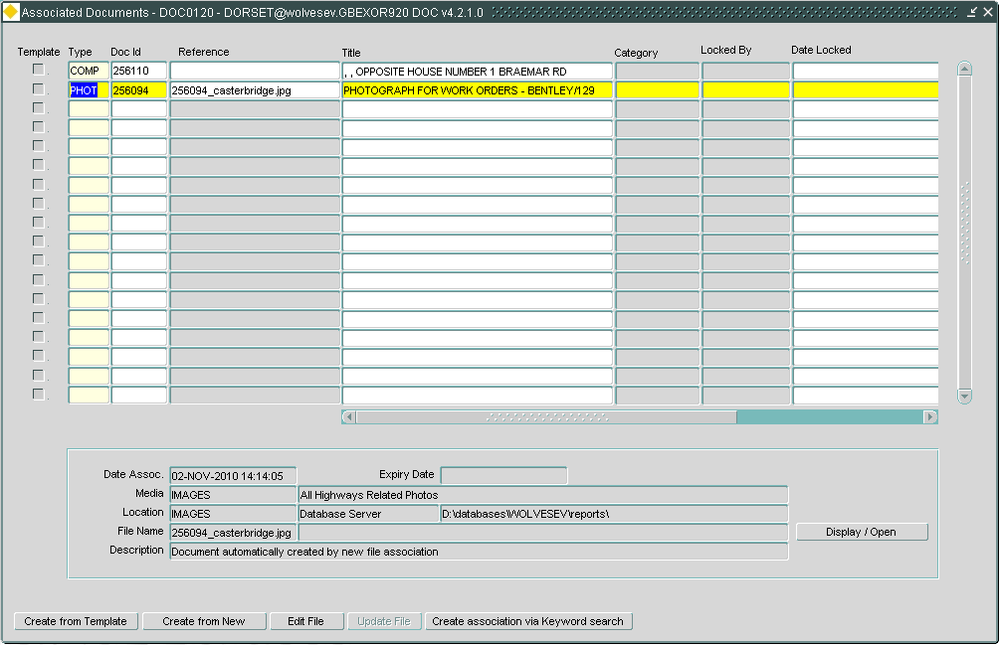 Associated Documents - DOC0120 - DORSET@wolvesev.GBEXOR920 DOC v4.2.1.0
Template Type Doc Id Reference Title Category Locked By Date Locked
COMP 256110 , , OPPOSITE HOUSE NUMBER 1 BRAEMAR RD
PHOT 256094 256094_casterbridge.jpg PHOTOGRAPH FOR WORK ORDERS - BENTLEY/129
Date Assoc. 02-NOV-2010 14:14:05 Expiry Date
Media IMAGES All Highways Related Photos
Location IMAGES Database Server D:\databases\WOLVESEV\reports\
File Name 256094_casterbridge.jpg Display / Open
Description Document automatically created by new file association
Create from Template Create from New Edit File Update File Create association via Keyword search